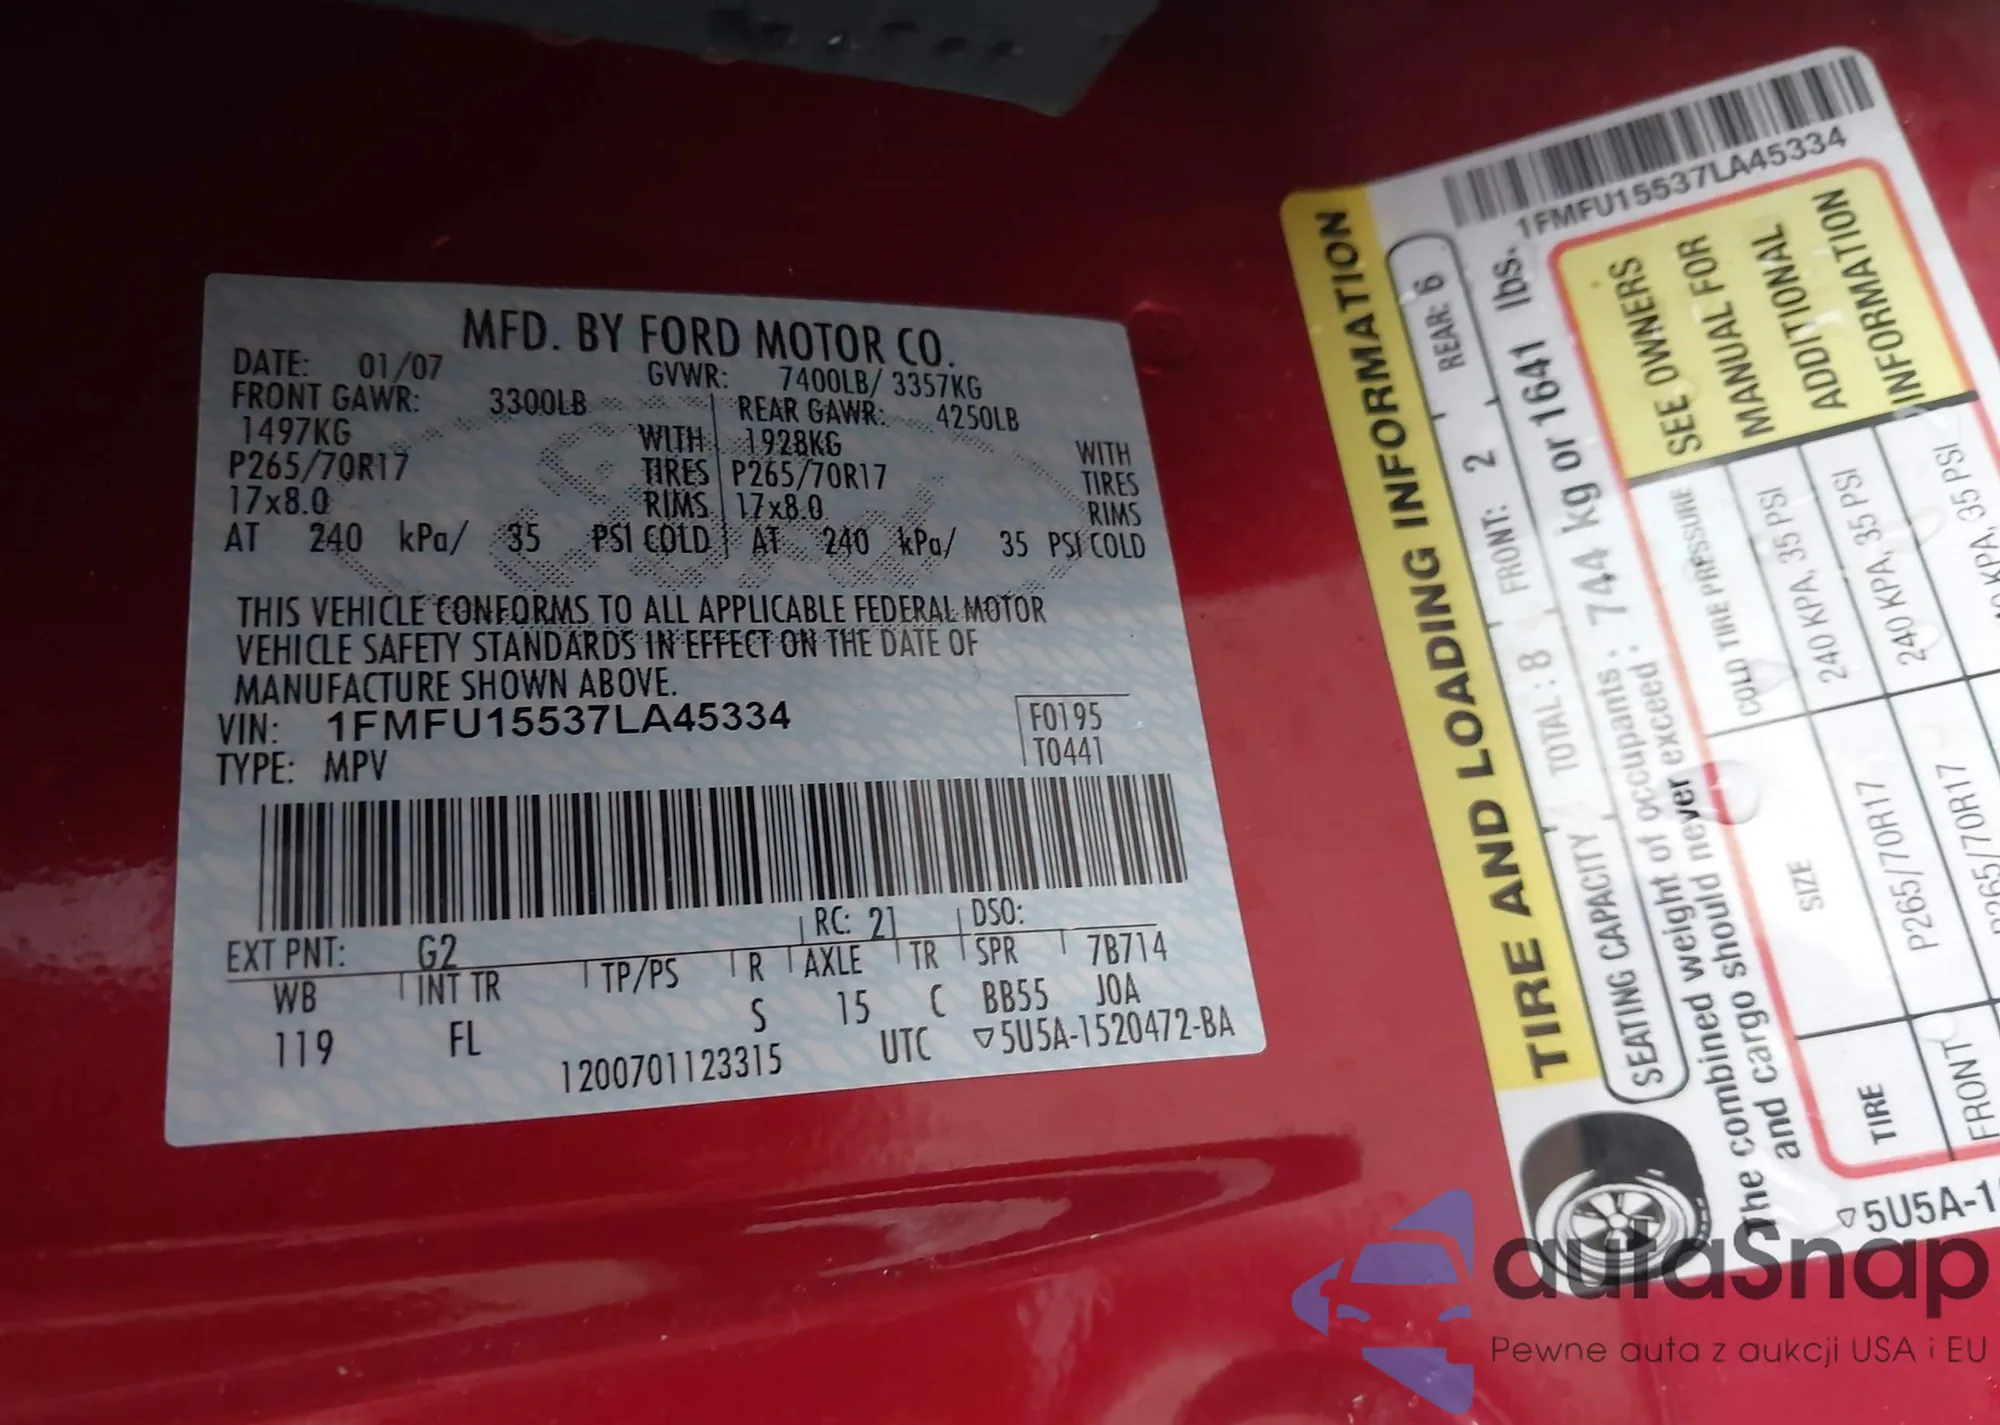 MFD. BY FORD MOTOR CO.
DATE: 01/07 GVWR: 7400LB/ 3357KG
FRONT GAWR: 3300LB REAR GAWR: 4250LB
1497KG WITH 1928KG WITH
P265/70R17 TIRES P265/70R17 TIRES
17x8.0 RIMS 17x8.0 RIMS
AT 240 kPa/ 35 PSI COLD AT 240 kPa/ 35 PSI COLD
THIS VEHICLE CONFORMS TO ALL APPLICABLE FEDERAL MOTOR
VEHICLE SAFETY STANDARDS IN EFFECT ON THE DATE OF
MANUFACTURE SHOWN ABOVE.
VIN: 1FMFU15537LA45334 F0195
TYPE: MPV T0441
EXT PNT: G2 RC: 21 DSO:
WB INT TR TP/PS R AXLE TR SPR 7B714
119 FL S 15 C BB55 JOA
1200701123315 UTC ▽5U5A-1520472-BA
1FMFU15537LA45334
TIRE AND LOADING INFORMATION
SEATING CAPACITY TOTAL: 8 FRONT: 2 REAR: 6
The combined weight of occupants
and cargo should never exceed : 744 kg or 1641 lbs.
TIRE SIZE COLD TIRE PRESSURE
FRONT P265/70R17 240 KPA, 35 PSI
P265/70R17 240 KPA, 35 PSI
35 PSI
SEE OWNERS
MANUAL FOR
ADDITIONAL
INFORMATION
▽5U5A-1
autaSnap
Pewne auta z aukcji USA i EU